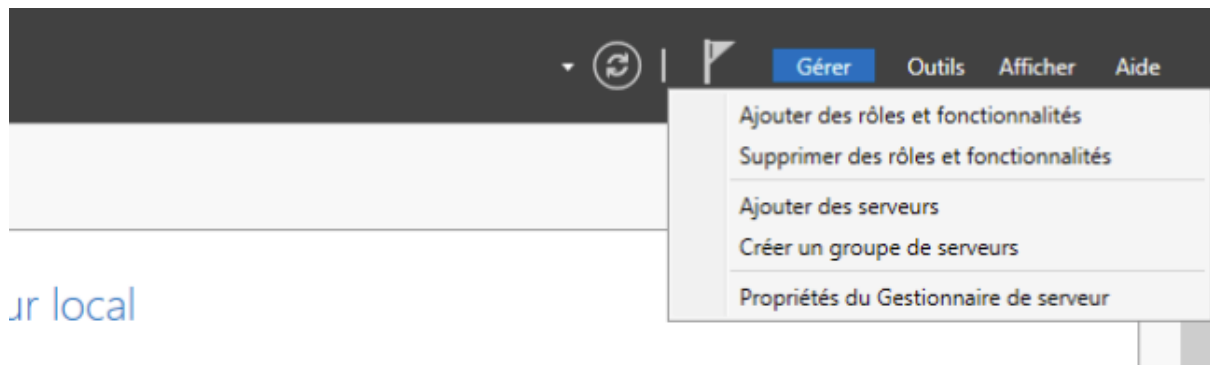 Gérer Outils Afficher Aide
Ajouter des rôles et fonctionnalités
Supprimer des rôles et fonctionnalités
Ajouter des serveurs
Créer un groupe de serveurs
Propriétés du Gestionnaire de serveur
ur local